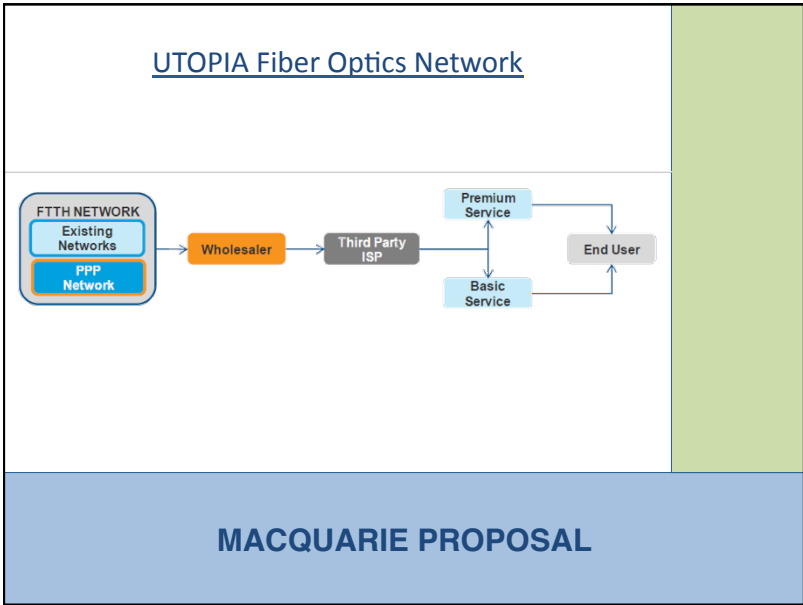 UTOPIA Fiber Optics Network
FTTH NETWORK
Existing
Networks
PPP
Network
Wholesaler
Third Party
ISP
Premium
Service
Basic
Service
End User
MACQUARIE PROPOSAL